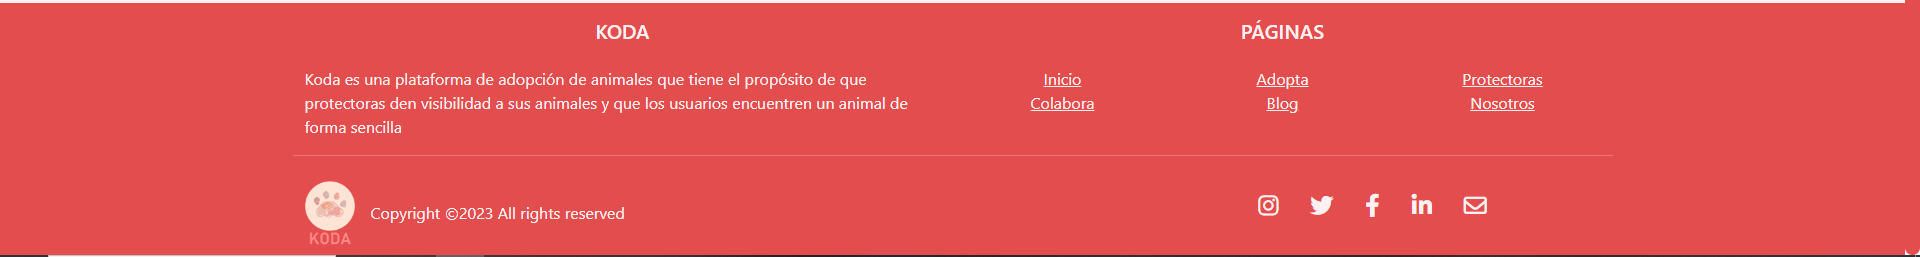 KODA
Koda es una plataforma de adopción de animales que tiene el propósito de que
protectoras den visibilidad a sus animales y que los usuarios encuentren un animal de
forma sencilla
PÁGINAS
Inicio Adopta Protectoras
Colabora Blog Nosotros
KODA
Copyright ©2023 All rights reserved